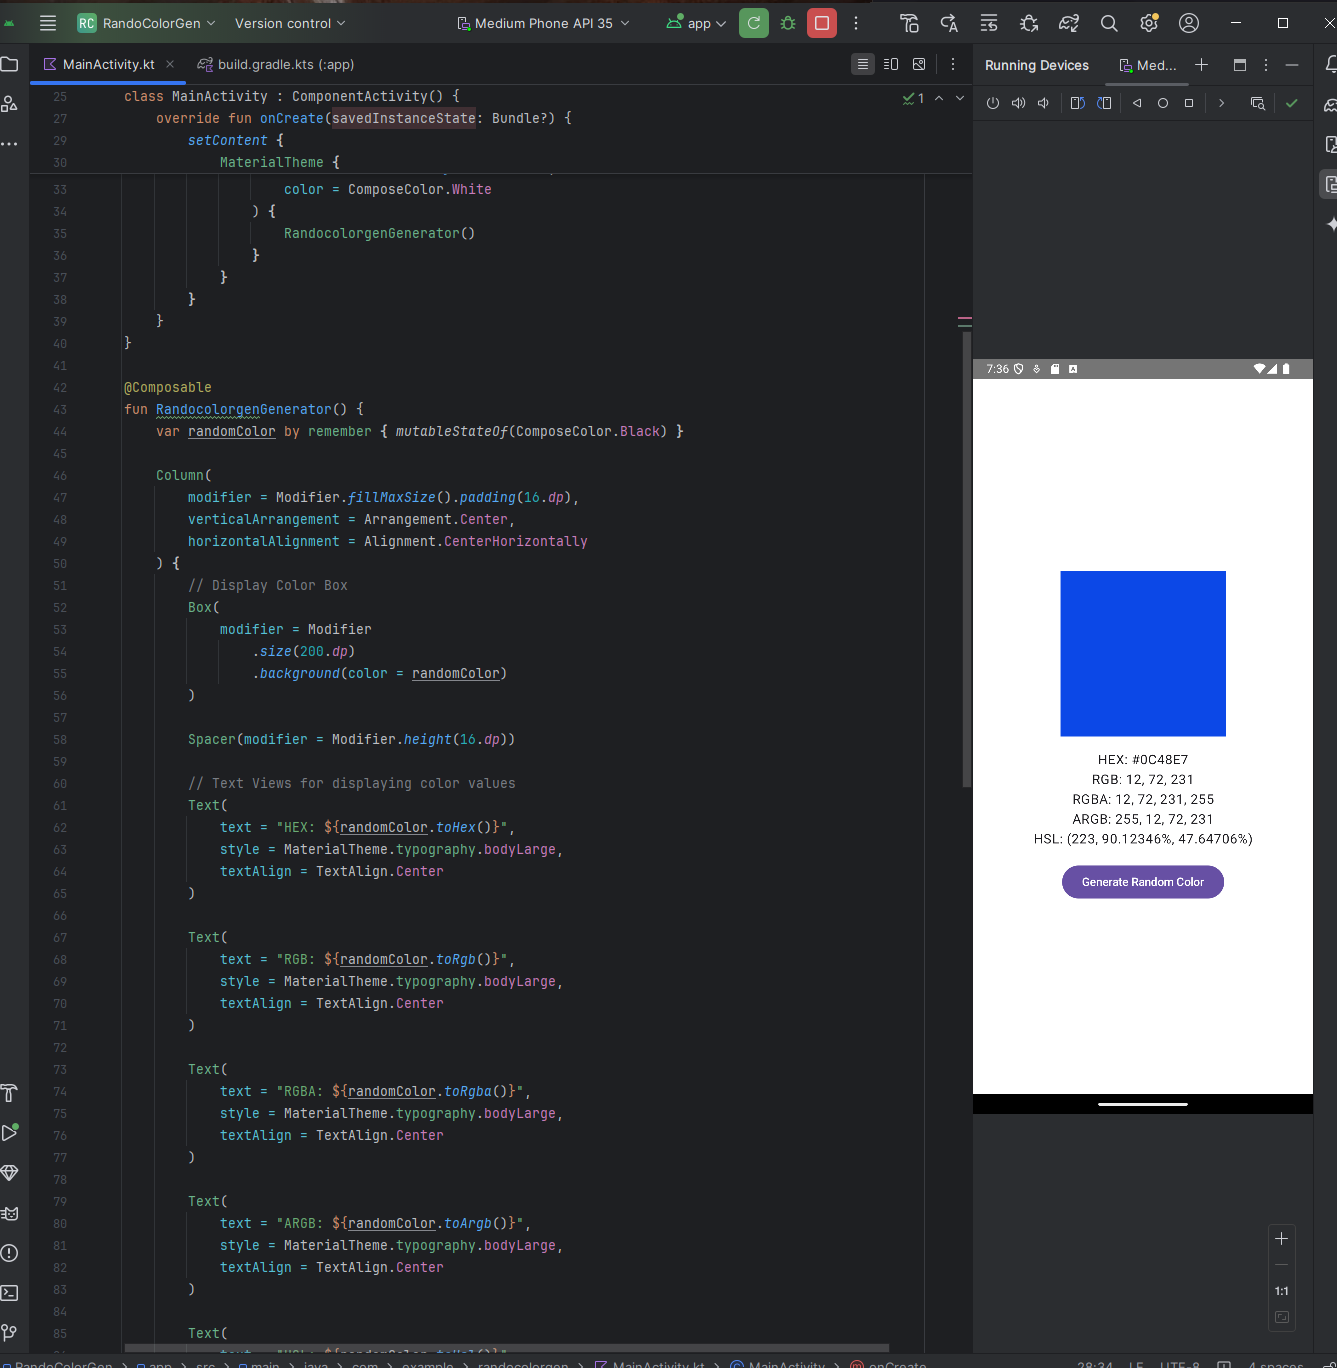 RC RandoColorGen Version control Medium Phone API 35 app
MainActivity.kt build.gradle.kts (:app)
25 class MainActivity : ComponentActivity() {
1
27 override fun onCreate(savedInstanceState: Bundle?) {
29 setContent {
30 MaterialTheme {
33 color = ComposeColor.White
34 ) {
35 RandocolorgenGenerator()
36 }
37 }
38 }
39 }
40 }
41
42 @Composable
43 fun RandocolorgenGenerator() {
44 var randomColor by remember { mutableStateOf(ComposeColor.Black) }
45
46 Column(
47 modifier = Modifier.fillMaxSize().padding(16.dp),
48 verticalArrangement = Arrangement.Center,
49 horizontalAlignment = Alignment.CenterHorizontally
50 ) {
51 // Display Color Box
52 Box(
53 modifier = Modifier
54 .size(200.dp)
55 .background(color = randomColor)
56 )
57
58 Spacer(modifier = Modifier.height(16.dp))
59
60 // Text Views for displaying color values
61 Text(
62 text = "HEX: ${randomColor.toHex()}",
63 style = MaterialTheme.typography.bodyLarge,
64 textAlign = TextAlign.Center
65 )
66
67 Text(
68 text = "RGB: ${randomColor.toRgb()}",
69 style = MaterialTheme.typography.bodyLarge,
70 textAlign = TextAlign.Center
71 )
72
73 Text(
74 text = "RGBA: ${randomColor.toRgba()}",
75 style = MaterialTheme.typography.bodyLarge,
76 textAlign = TextAlign.Center
77 )
78
79 Text(
80 text = "ARGB: ${randomColor.toArgb()}",
81 style = MaterialTheme.typography.bodyLarge,
82 textAlign = TextAlign.Center
83 )
84
85 Text(
Running Devices Med...
7:36
HEX: #0C48E7
RGB: 12, 72, 231
RGBA: 12, 72, 231, 255
ARGB: 255, 12, 72, 231
HSL: (223, 90.12346%, 47.64706%)
Generate Random Color
1:1
RandoColorGen > app > src > main > java > com > example > randocolorgen > MainActivity.kt > MainActivity > onCreate 28:34 LF UTF-8 4 spaces